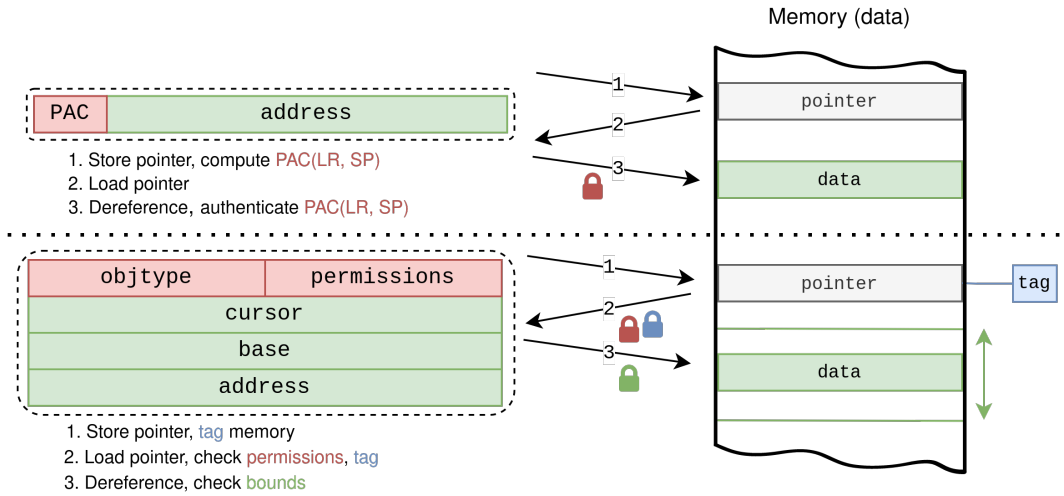 Memory (data)
PAC address
1
pointer
2
1. Store pointer, compute PAC(LR, SP)
2. Load pointer
3. Dereference, authenticate PAC(LR, SP)
3
data
objtype permissions
cursor
base
address
1
pointer
tag
2
3
data
1. Store pointer, tag memory
2. Load pointer, check permissions, tag
3. Dereference, check bounds